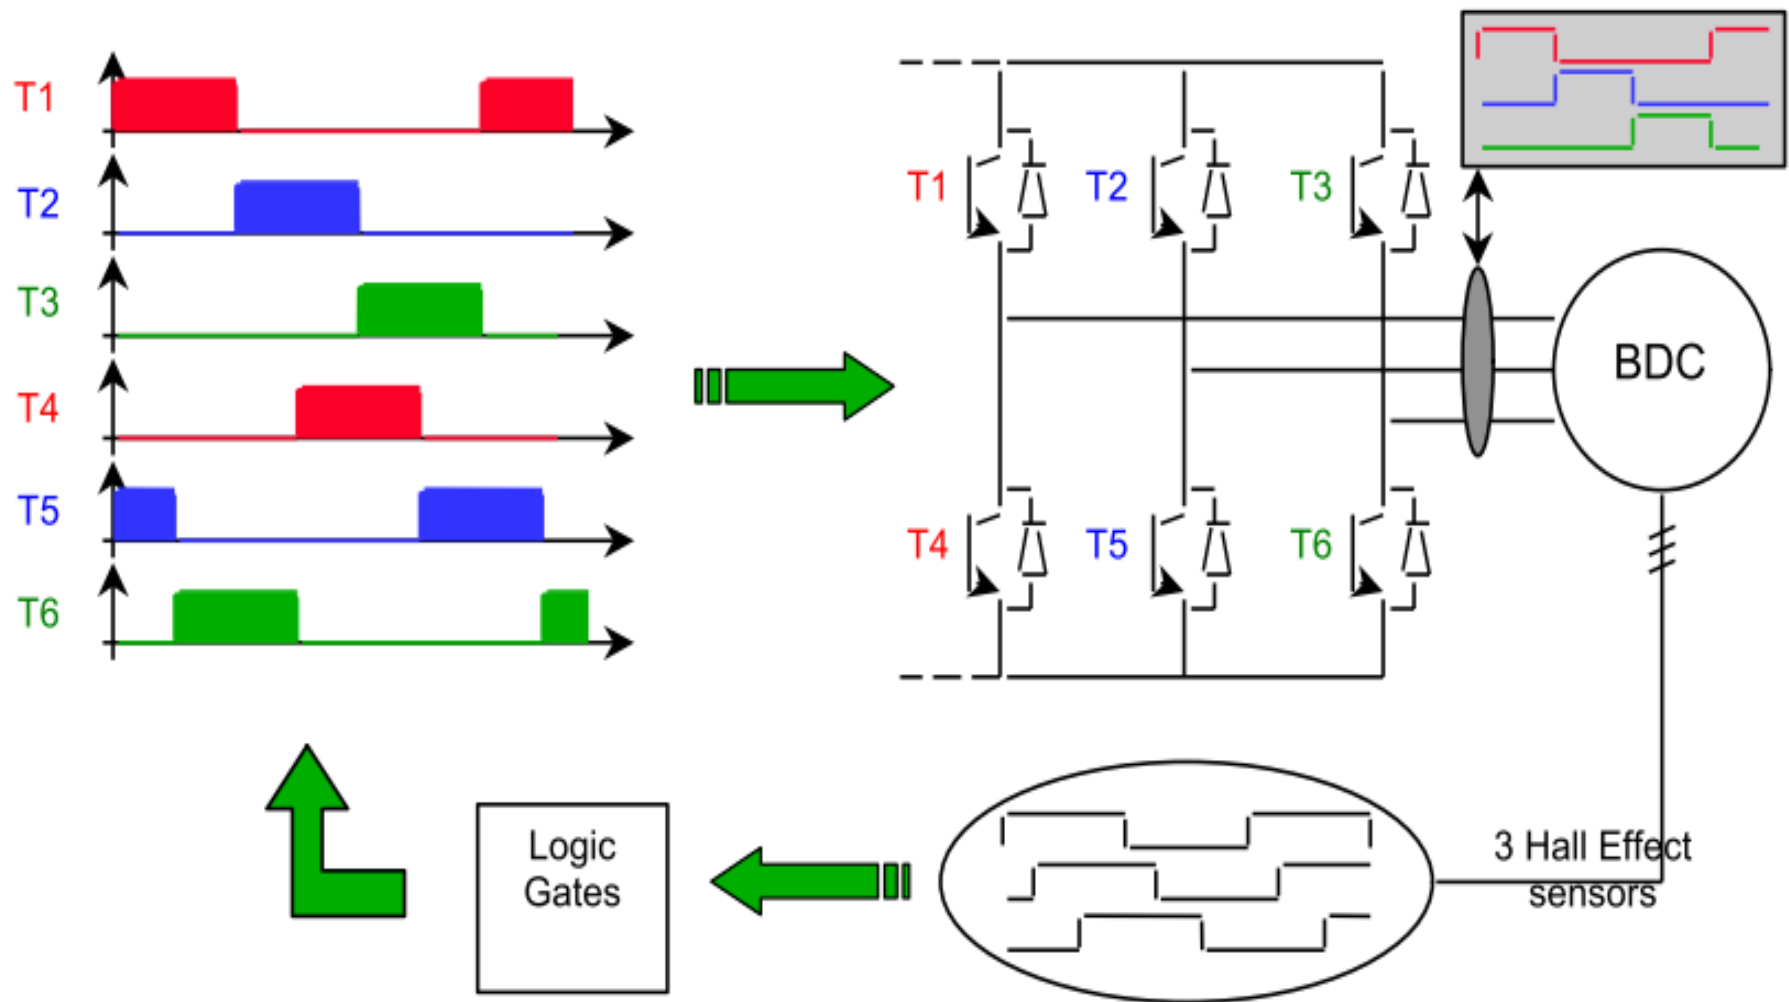 T1
T2
T3
T4
T5
T6
T1
T2
T3
T4
T5
T6
BDC
Logic
Gates
3 Hall Effect
sensors